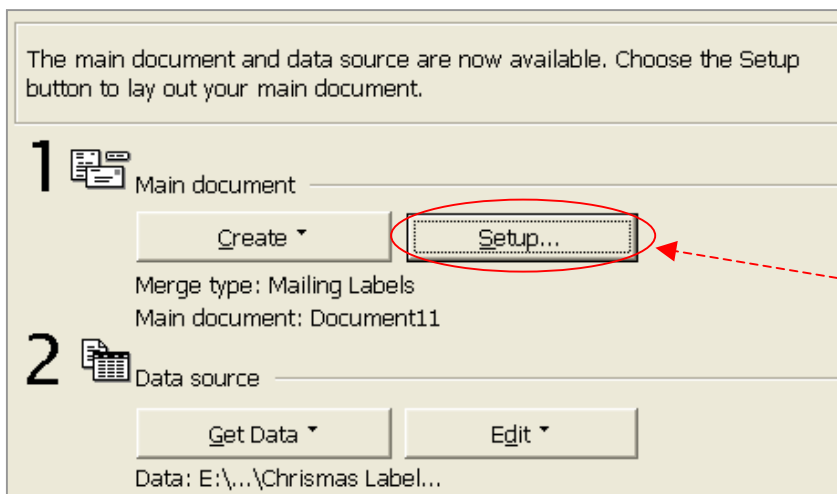 The main document and data source are now available. Choose the Setup
button to lay out your main document.
1
Main document
Create
Setup...
Merge type: Mailing Labels
Main document: Document11
2
Data source
Get Data
Edit
Data: E:\...\Chrismas Label...